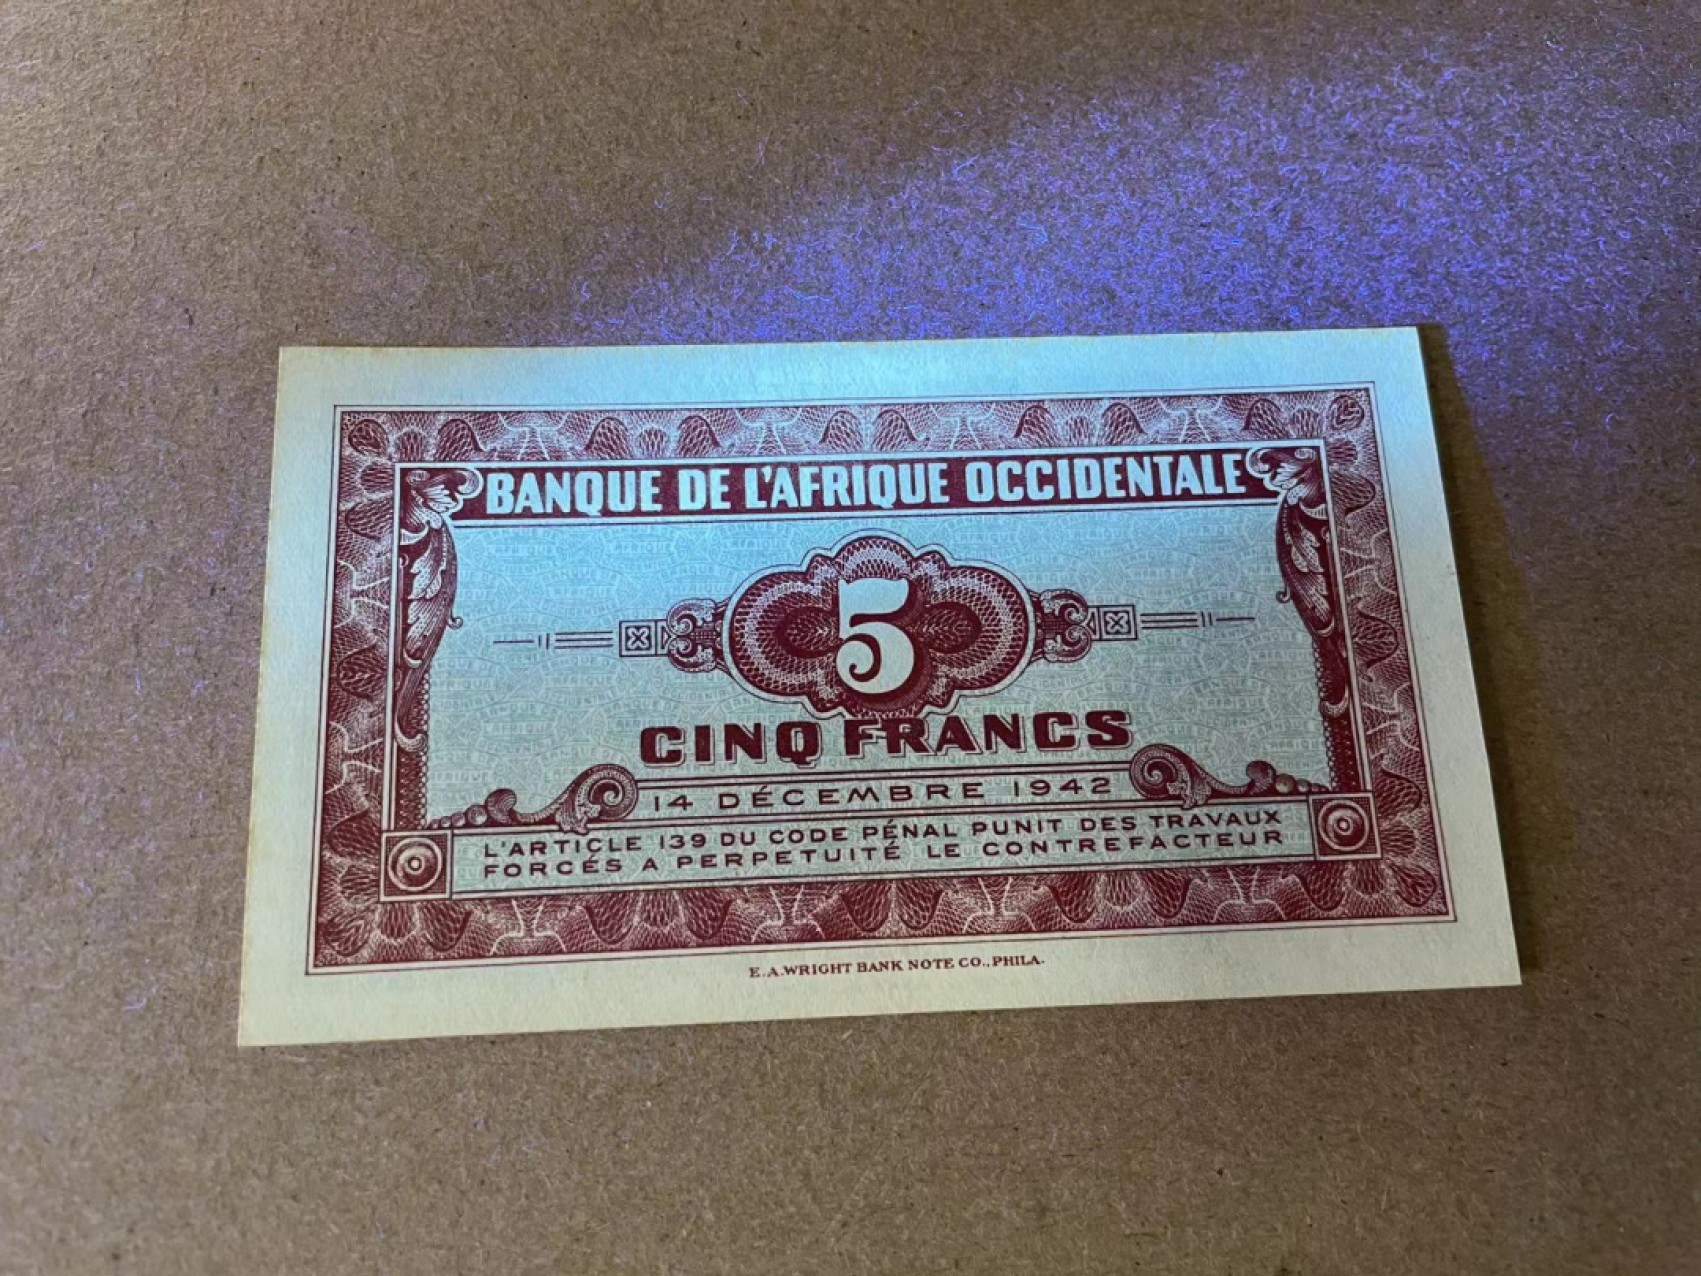 BANQUE DE L'AFRIQUE OCCIDENTALE
5
CINQ FRANCS
14 DÉCEMBRE 1942
L'ARTICLE 139 DU CODE PÉNAL PUNIT DES TRAVAUX
FORCÉS A PERPETUITÉ LE CONTREFACTEUR
E.A.WRIGHT BANK NOTE CO., PHILA.